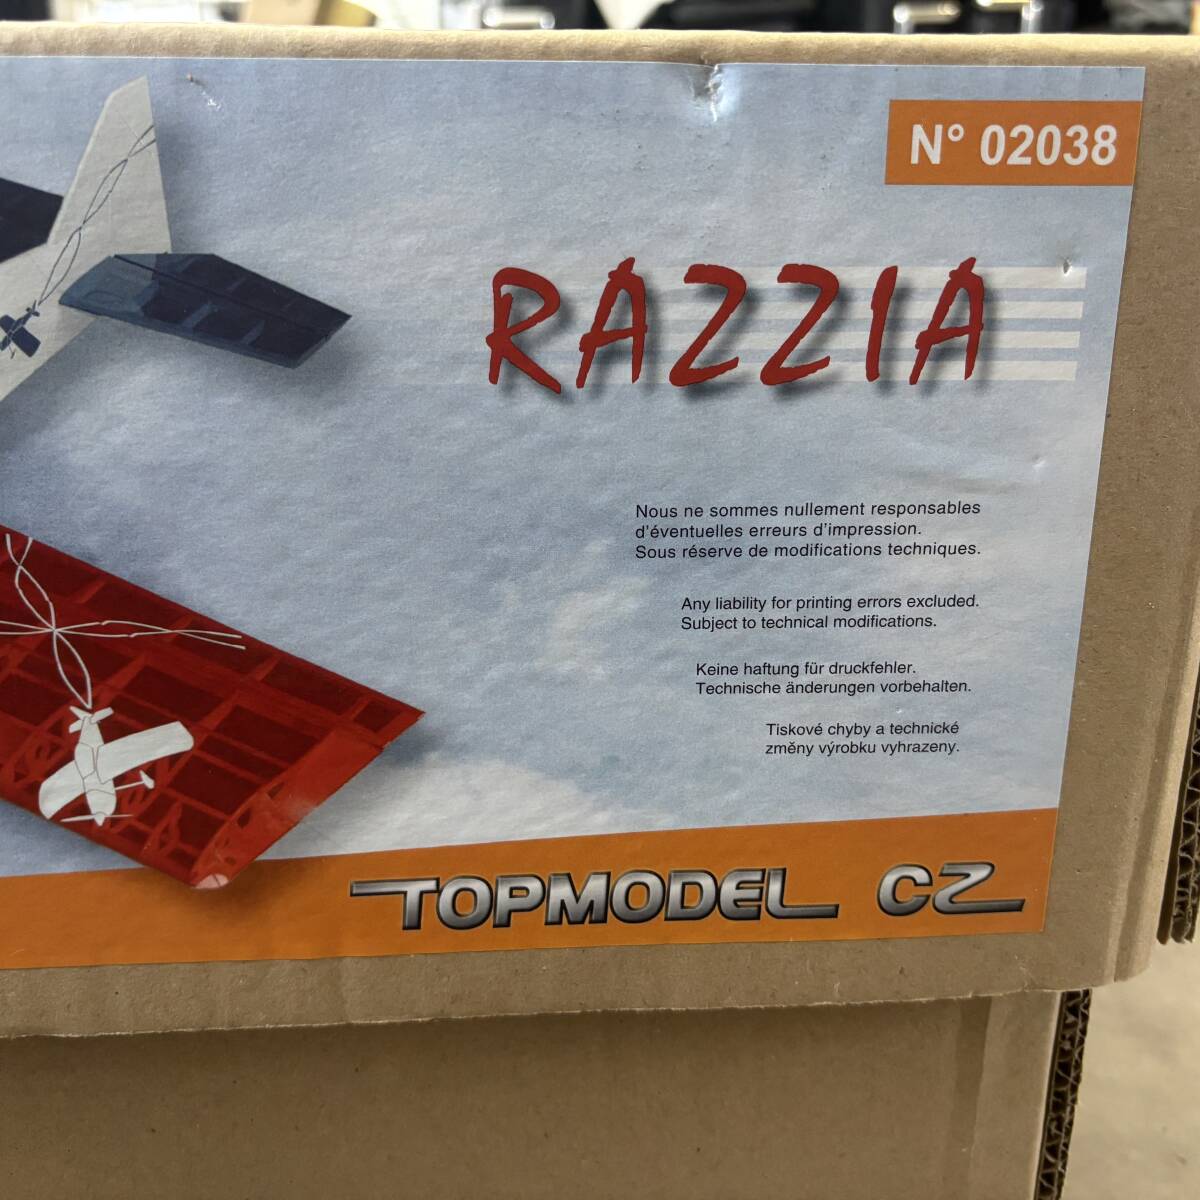 N° 02038
RAZZIA
Nous ne sommes nullement responsables
d'éventuelles erreurs d'impression.
Sous réserve de modifications techniques.
Any liability for printing errors excluded.
Subject to technical modifications.
Keine haftung für druckfehler.
Technische änderungen vorbehalten.
Tiskové chyby a technické
změny výrobku vyhrazeny.
TOPMODEL CZ